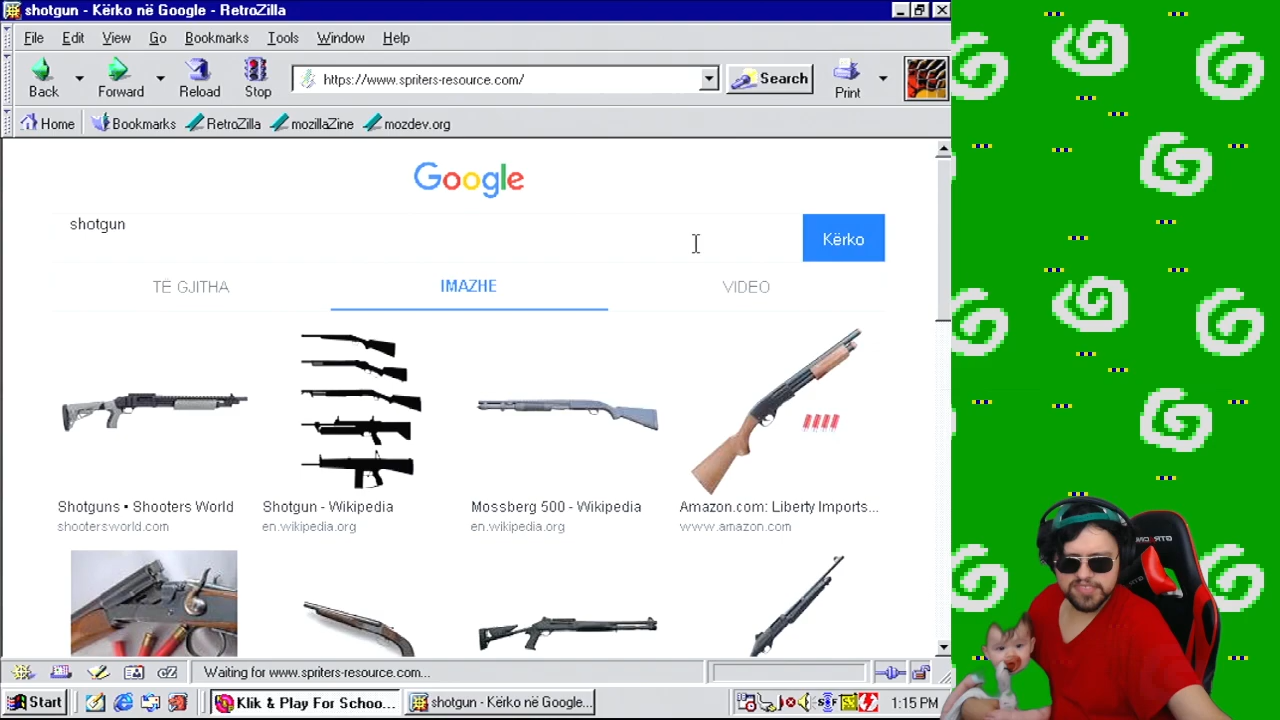 shotgun - Kërko në Google - RetroZilla
File Edit View Go Bookmarks Tools Window Help
Back Forward Reload Stop https://www.spriters-resource.com/ Search Print
Home Bookmarks RetroZilla mozillaZine mozdev.org
Google
shotgun
Kërko
TË GJITHA IMAZHE VIDEO
Shotguns • Shooters World Shotgun - Wikipedia Mossberg 500 - Wikipedia Amazon.com: Liberty Imports...
shootersworld.com en.wikipedia.org en.wikipedia.org www.amazon.com
Waiting for www.spriters-resource.com...
Start Klik & Play For Schoo... shotgun - Kërko në Google... 1:15 PM